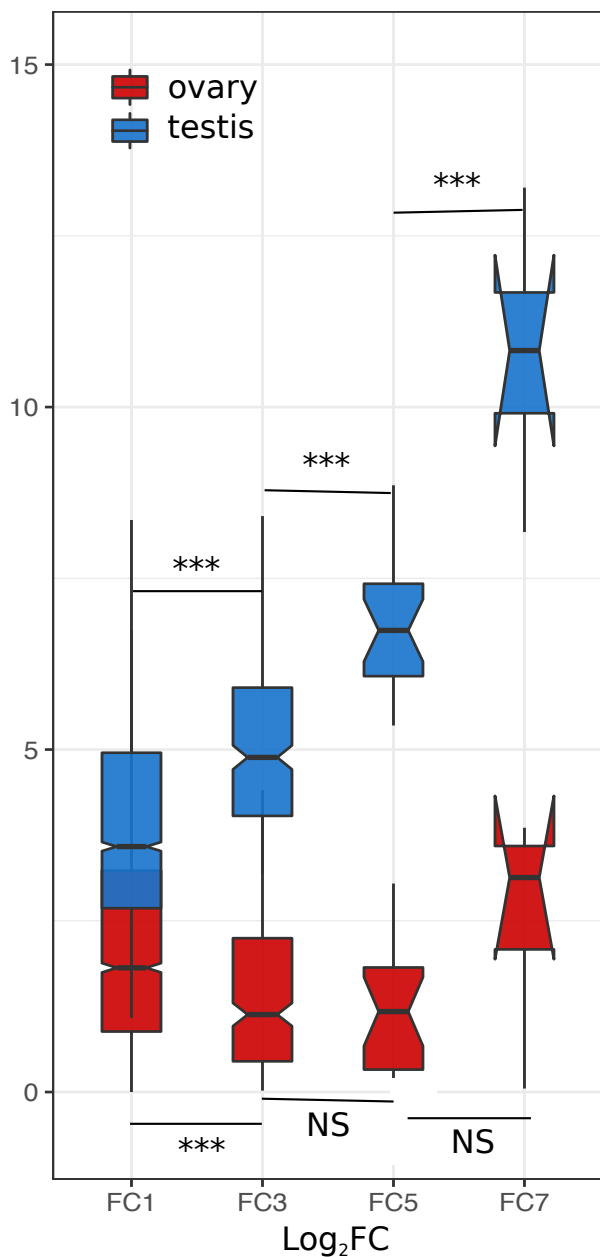 15
ovary
testis
***
10
***
***
5
0
NS
***
NS
FC1 FC3 FC5 FC7
Log₂FC